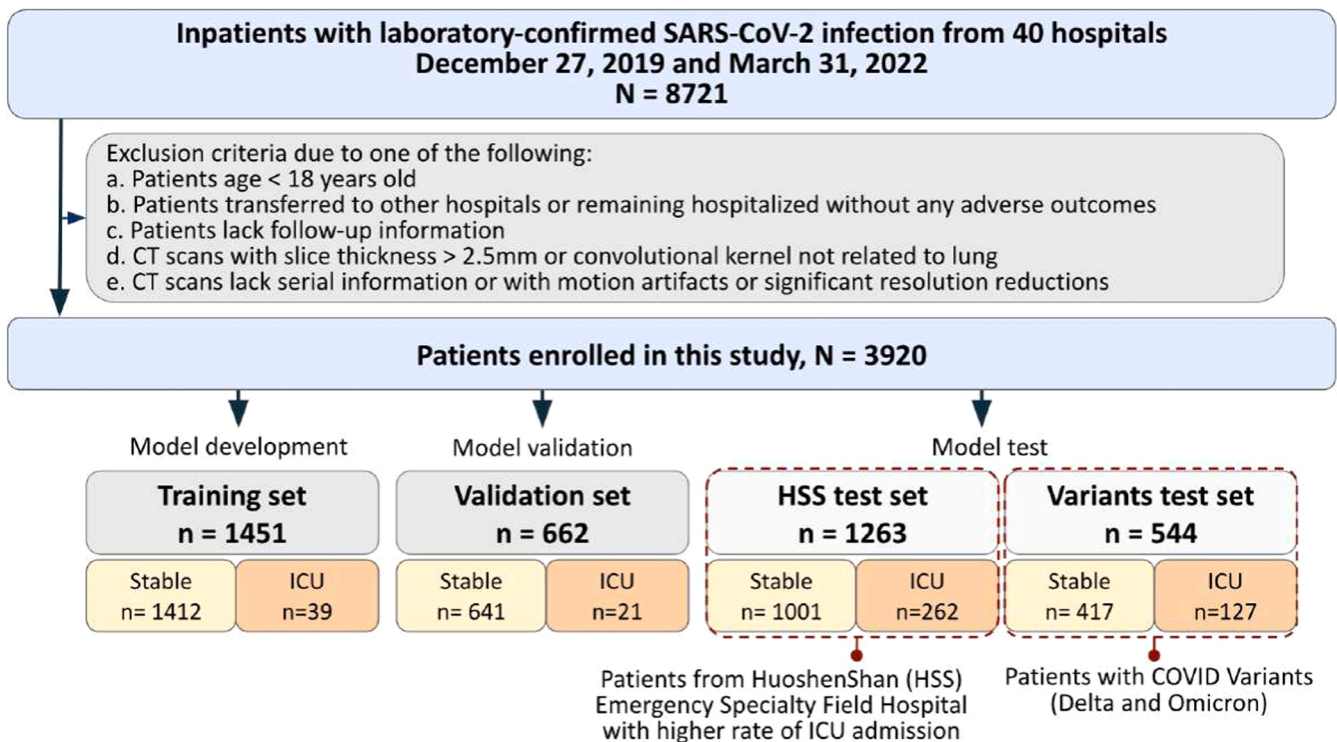 Inpatients with laboratory-confirmed SARS-CoV-2 infection from 40 hospitals
December 27, 2019 and March 31, 2022
N = 8721
Exclusion criteria due to one of the following:
a. Patients age < 18 years old
b. Patients transferred to other hospitals or remaining hospitalized without any adverse outcomes
c. Patients lack follow-up information
d. CT scans with slice thickness > 2.5mm or convolutional kernel not related to lung
e. CT scans lack serial information or with motion artifacts or significant resolution reductions
Patients enrolled in this study, N = 3920
Model development
Training set
n = 1451
Stable
n= 1412
ICU
n=39
Model validation
Validation set
n = 662
Stable
n= 641
ICU
n=21
Model test
HSS test set
n = 1263
Stable
n= 1001
ICU
n=262
Patients from HuoshenShan (HSS)
Emergency Specialty Field Hospital
with higher rate of ICU admission
Variants test set
n = 544
Stable
n= 417
ICU
n=127
Patients with COVID Variants
(Delta and Omicron)